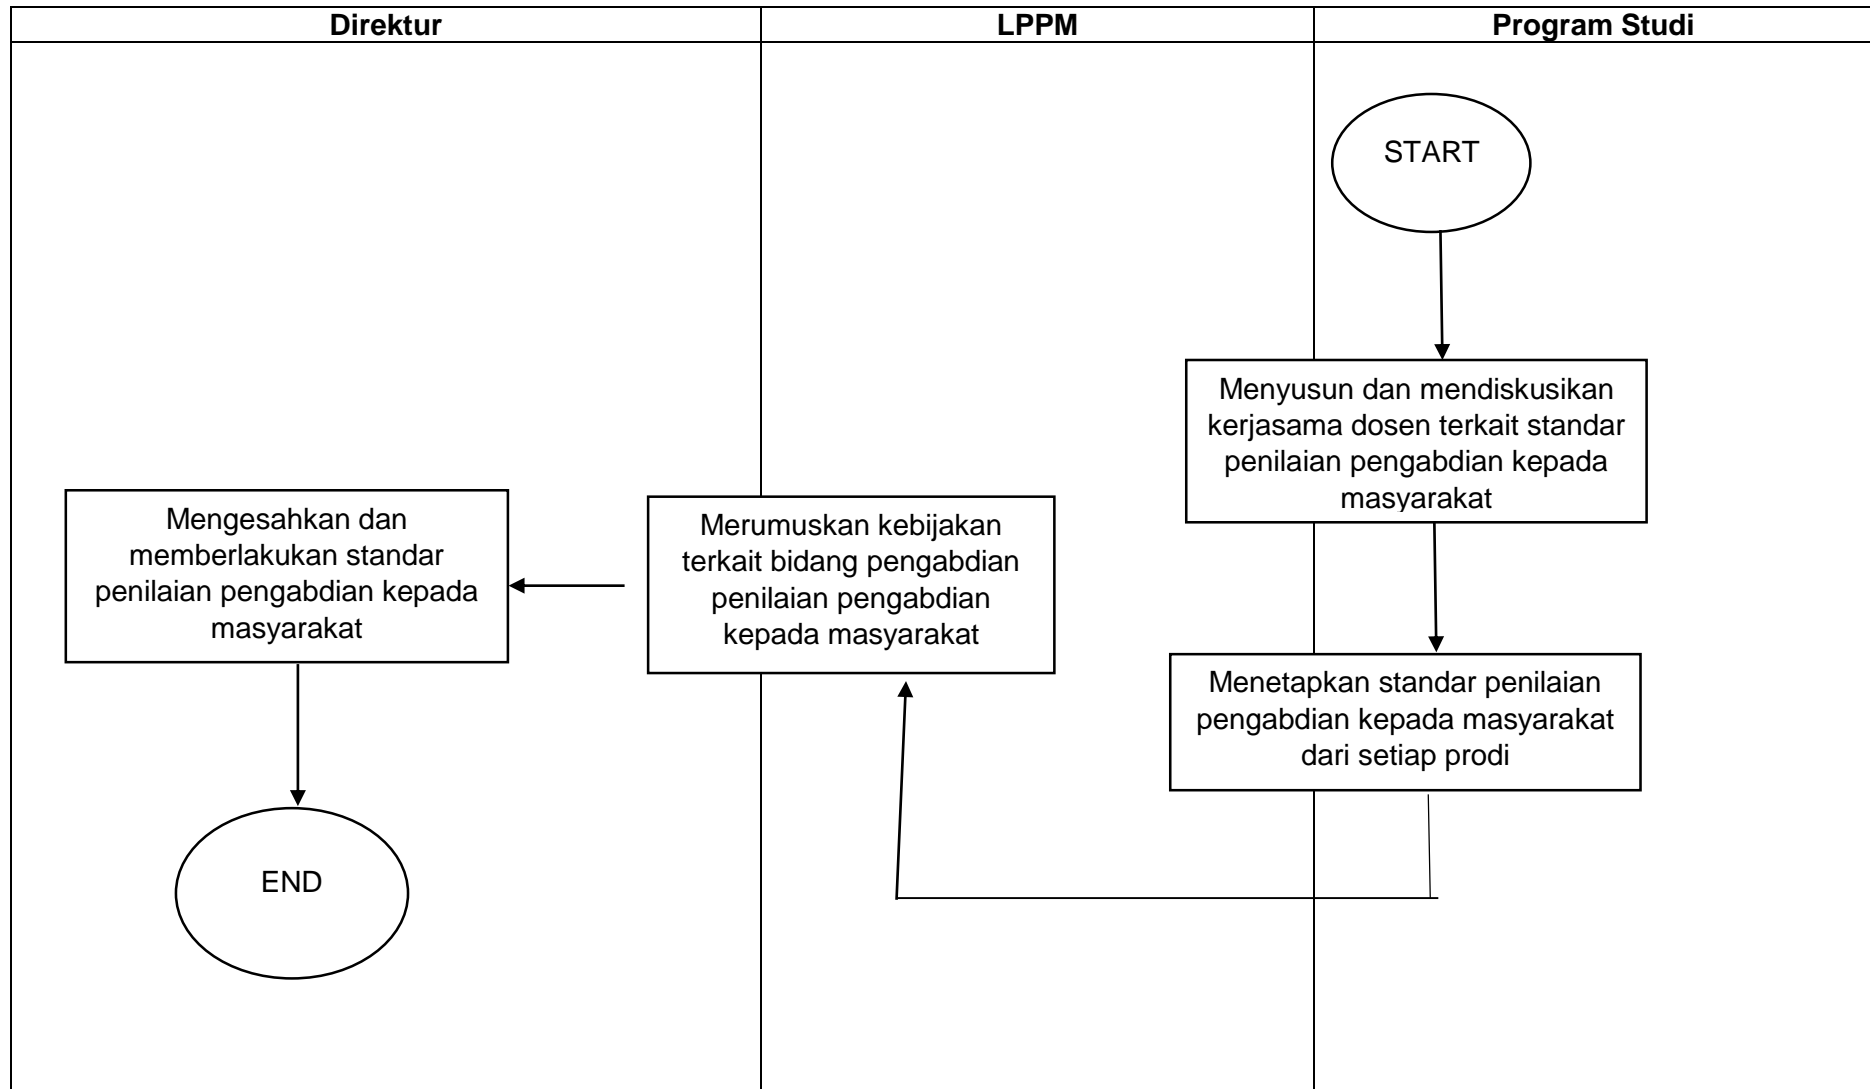 Direktur
LPPM
Program Studi
START
Menyusun dan mendiskusikan
kerjasama dosen terkait standar
penilaian pengabdian kepada
masyarakat
Mengesahkan dan
memberlakukan standar
penilaian pengabdian kepada
masyarakat
Merumuskan kebijakan
terkait bidang pengabdian
penilaian pengabdian
kepada masyarakat
Menetapkan standar penilaian
pengabdian kepada masyarakat
dari setiap prodi
END